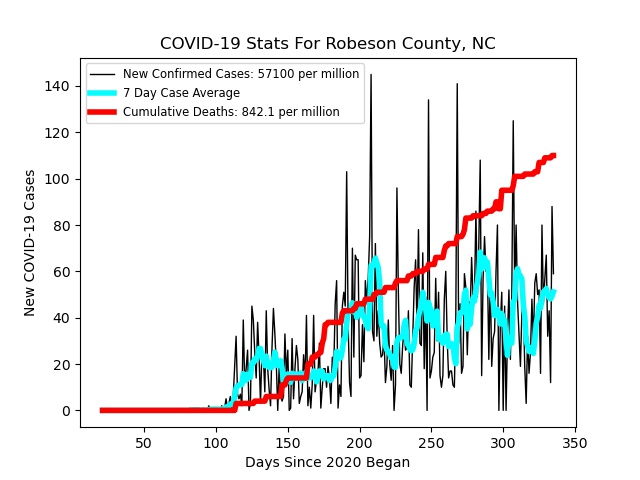 COVID-19 Stats For Robeson County, NC
New Confirmed Cases: 57100 per million
7 Day Case Average
Cumulative Deaths: 842.1 per million
New COVID-19 Cases
140
120
100
80
60
40
20
0
50 100 150 200 250 300 350
Days Since 2020 Began